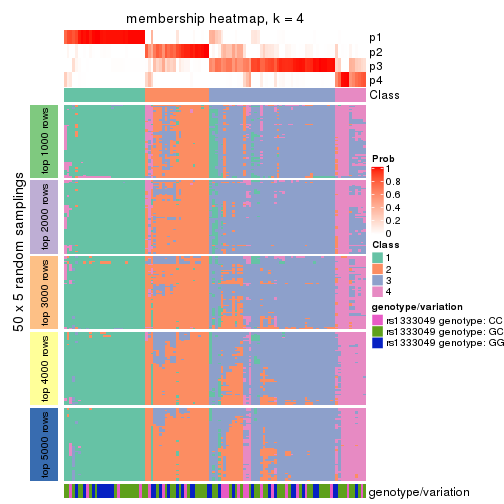 membership heatmap, k = 4
p1
p2
p3
p4
Class
50 x 5 random samplings
top 1000 rows
top 2000 rows
top 3000 rows
top 4000 rows
top 5000 rows
genotype/variation
Prob
1
0.8
0.6
0.4
0.2
0
Class
1
2
3
4
genotype/variation
rs1333049 genotype: CC
rs1333049 genotype: GC
rs1333049 genotype: GG